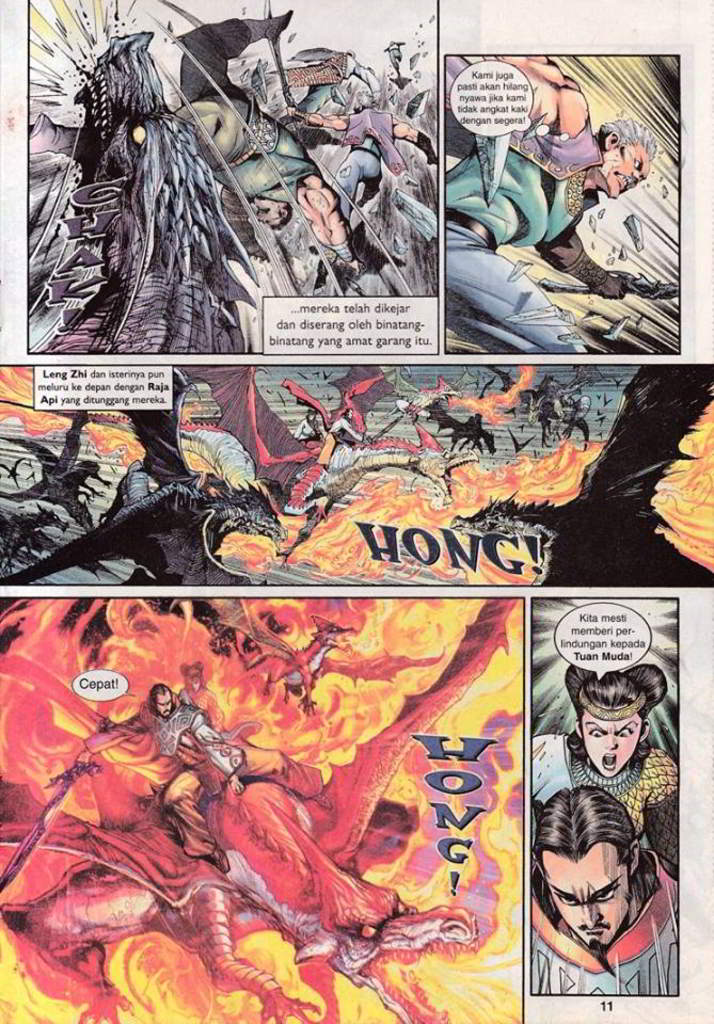 GHAZ!
...mereka telah dikejar
dan diserang oleh binatang-
binatang yang amat garang itu.
Kami juga
pasti akan hilang
nyawa jika kami
tidak angkat kaki
dengan segera!
Leng Zhi dan isterinya pun
meluru ke depan dengan Raja
Api yang ditunggang mereka.
HONG!
Cepat!
HONG!
Kita mesti
memberi per-
lindungan kepada
Tuan Muda!
11